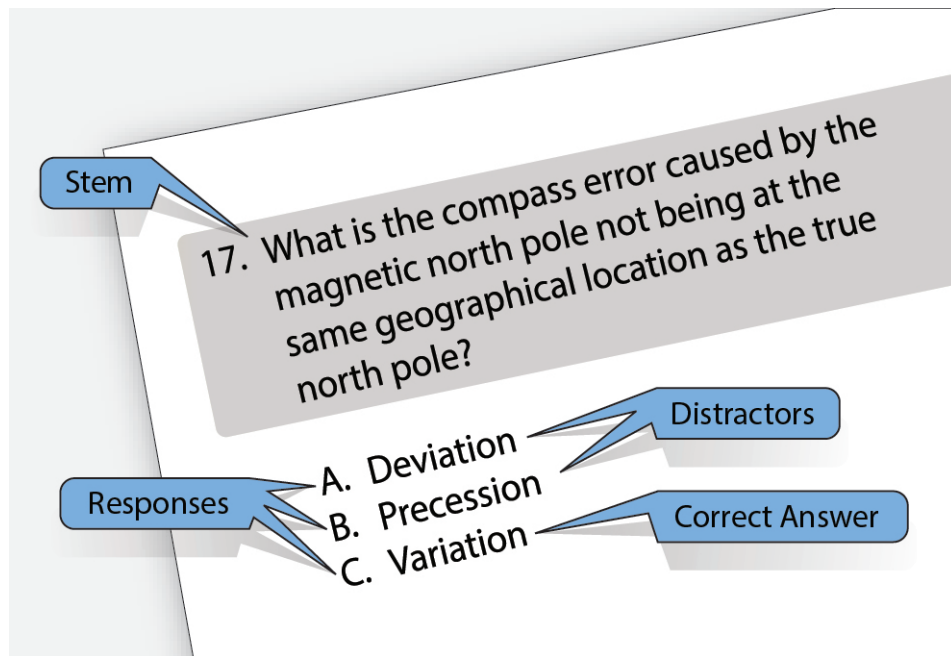 Stem
17. What is the compass error caused by the
magnetic north pole not being at the
same geographical location as the true
north pole?
Distractors
A. Deviation
Responses
B. Precession
Correct Answer
C. Variation